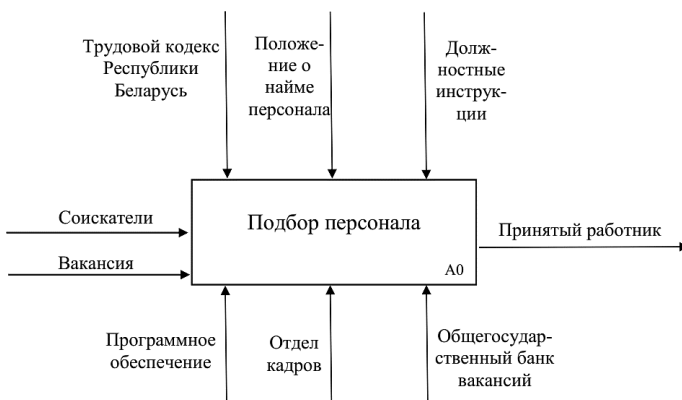 Трудовой кодекс
Республики
Беларусь
Положе-
ние о
найме
персонала
Долж-
ностные
инструк-
ции
Соискатели
Вакансия
Подбор персонала
А0
Принятый работник
Программное
обеспечение
Отдел
кадров
Общегосудар-
ственный банк
вакансий